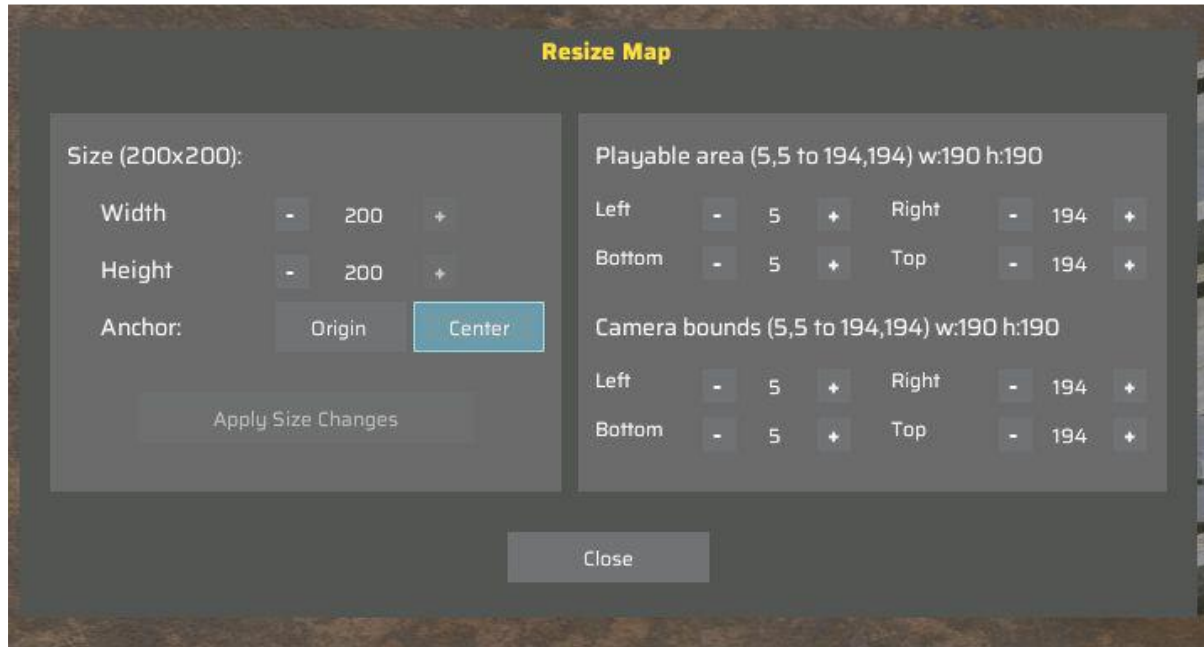 Resize Map
Size (200x200):
Width - 200 +
Height - 200 +
Anchor: Origin Center
Apply Size Changes
Playable area (5,5 to 194,194) w:190 h:190
Left - 5 + Right - 194 +
Bottom - 5 + Top - 194 +
Camera bounds (5,5 to 194,194) w:190 h:190
Left - 5 + Right - 194 +
Bottom - 5 + Top - 194 +
Close